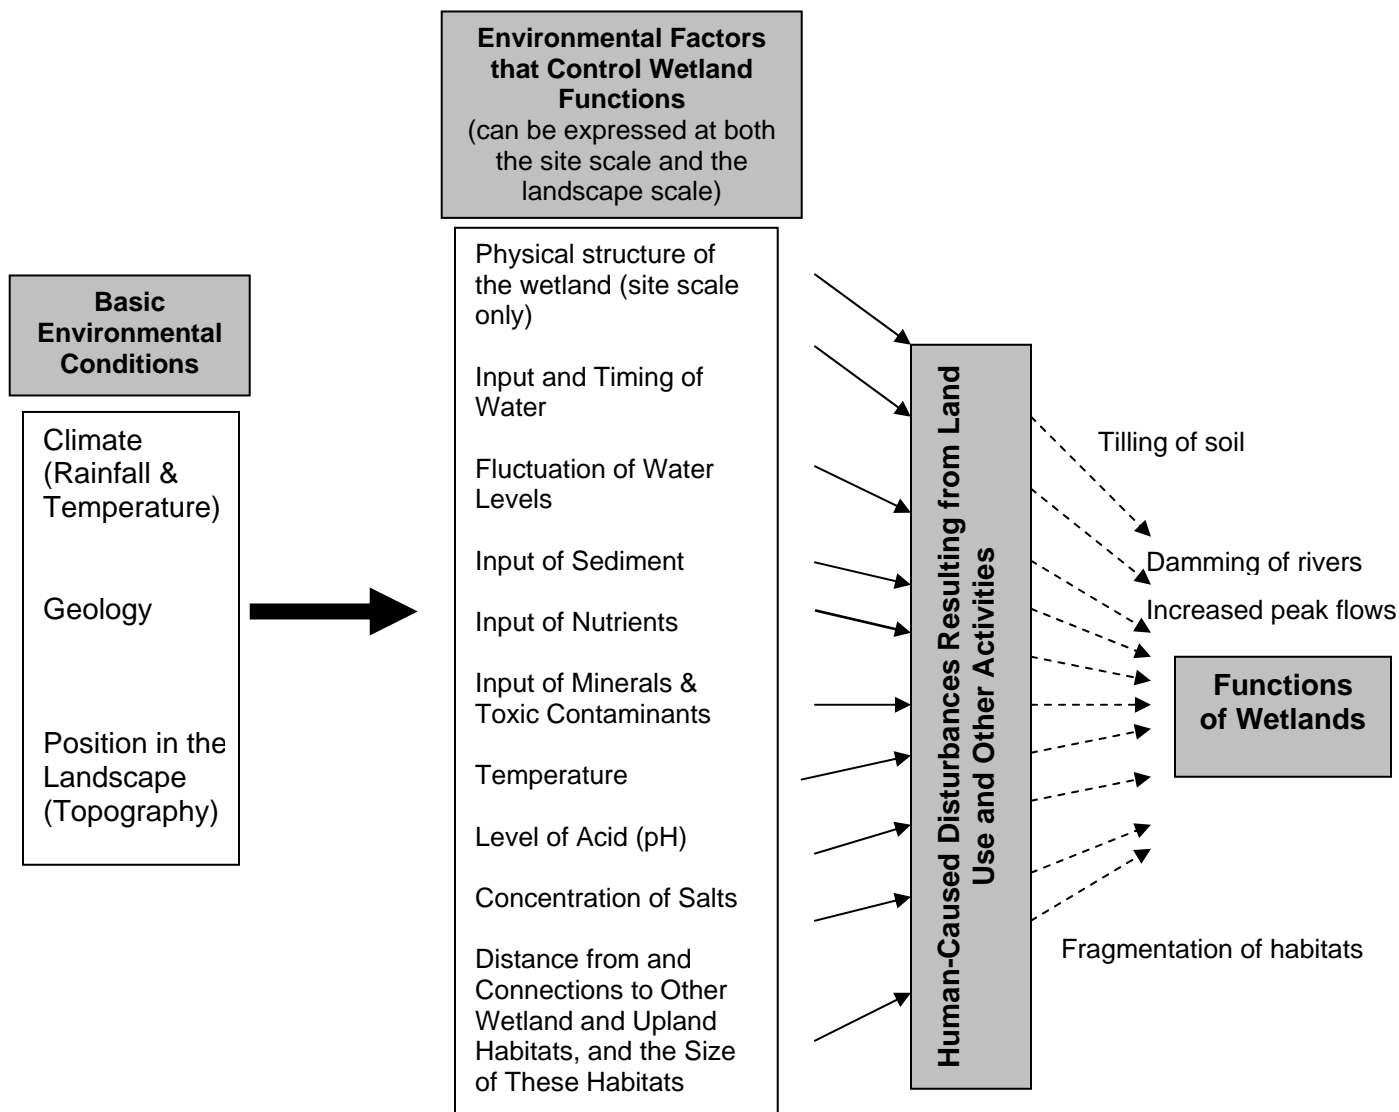 Environmental Factors
that Control Wetland
Functions
(can be expressed at both
the site scale and the
landscape scale)
Basic
Environmental
Conditions
Climate
(Rainfall &
Temperature)
Geology
Position in the
Landscape
(Topography)
Physical structure of
the wetland (site scale
only)
Input and Timing of
Water
Fluctuation of Water
Levels
Input of Sediment
Input of Nutrients
Input of Minerals &
Toxic Contaminants
Temperature
Level of Acid (pH)
Concentration of Salts
Distance from and
Connections to Other
Wetland and Upland
Habitats, and the Size
of These Habitats
Human-Caused Disturbances Resulting from Land
Use and Other Activities
Tilling of soil
Damming of rivers
Increased peak flows
Functions
of Wetlands
Fragmentation of habitats